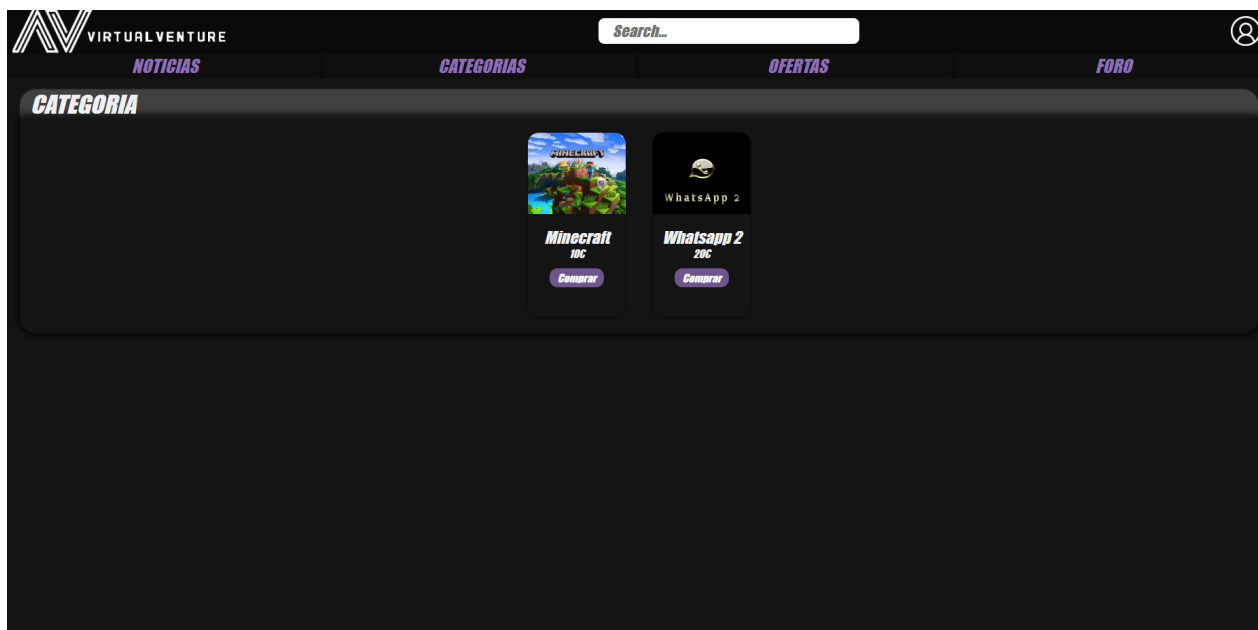 VIRTUALVENTURE
Search...
NOTICIAS CATEGORIAS OFERTAS FORO
CATEGORIA
MINECRAFT
WhatsApp 2
Minecraft Whatsapp 2
10€ 20€
Comprar Comprar